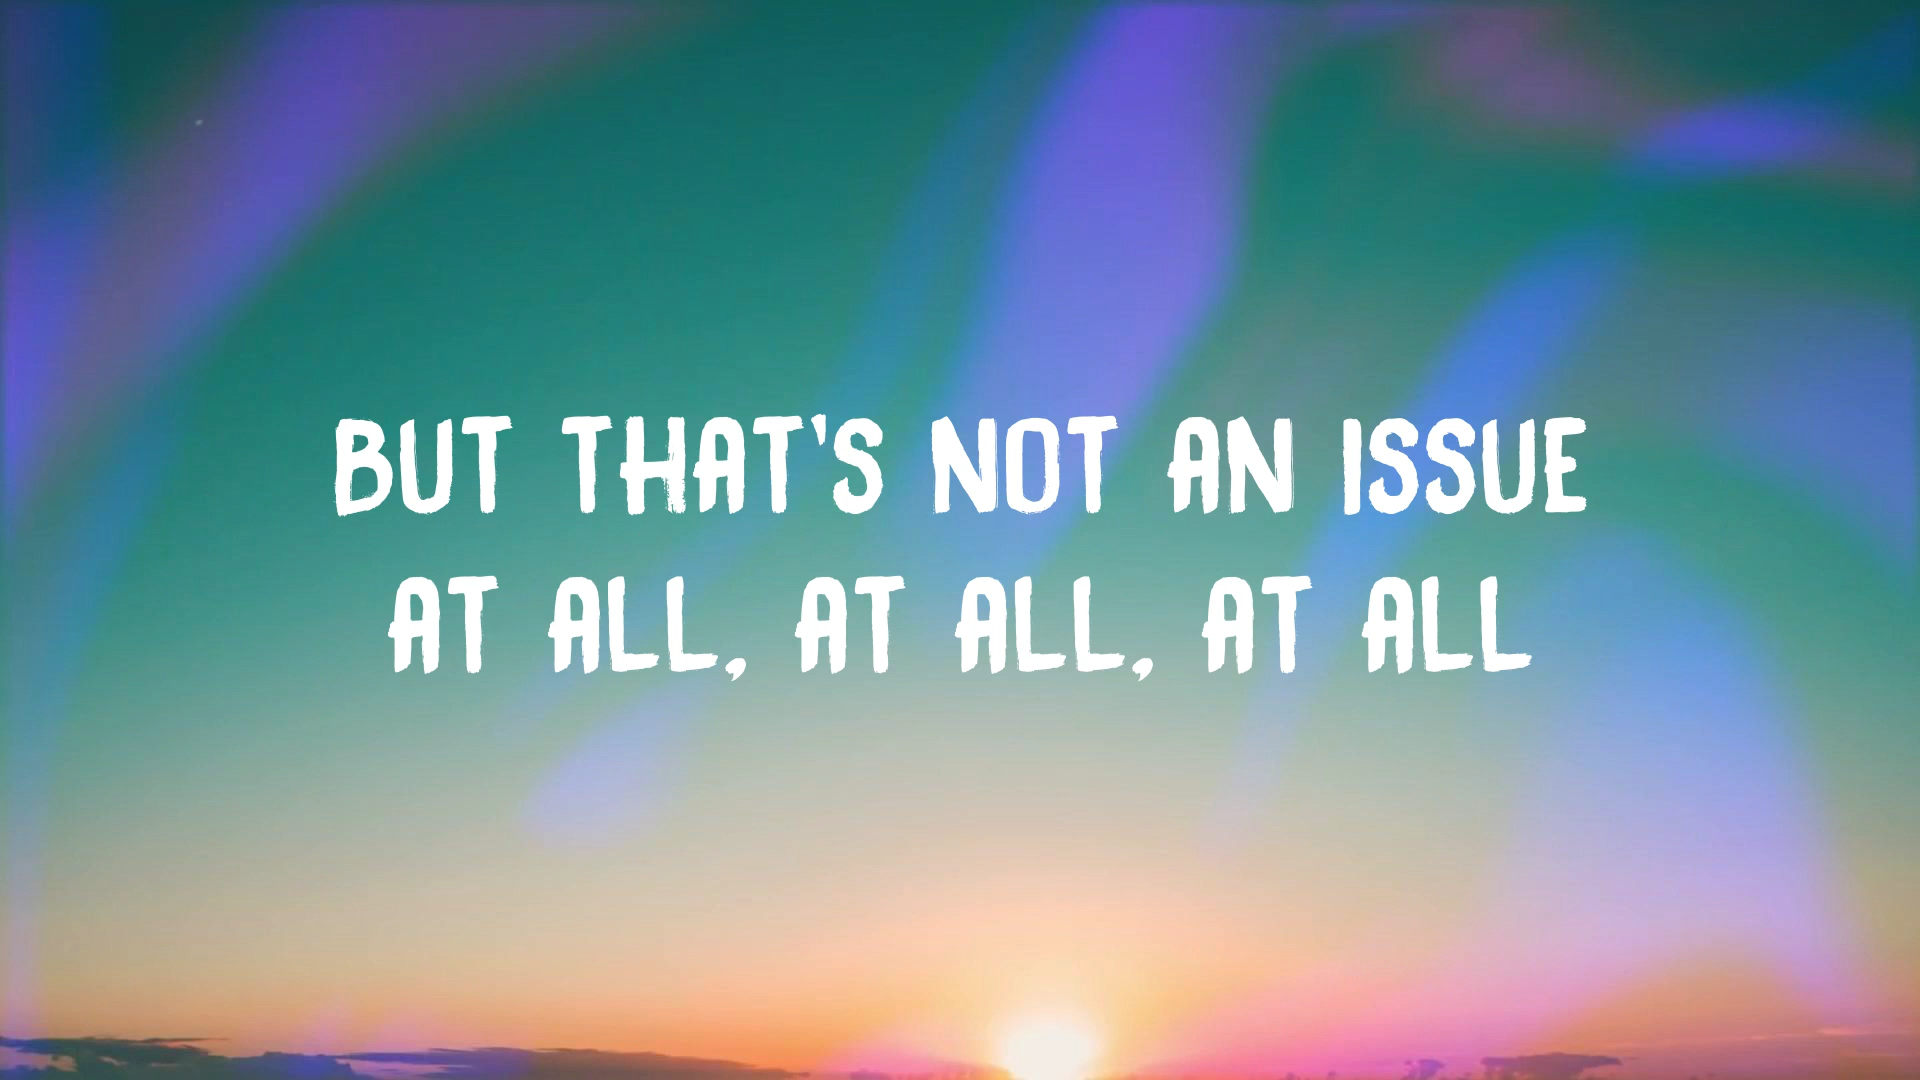 BUT THAT'S NOT AN ISSUE
AT ALL, AT ALL, AT ALL